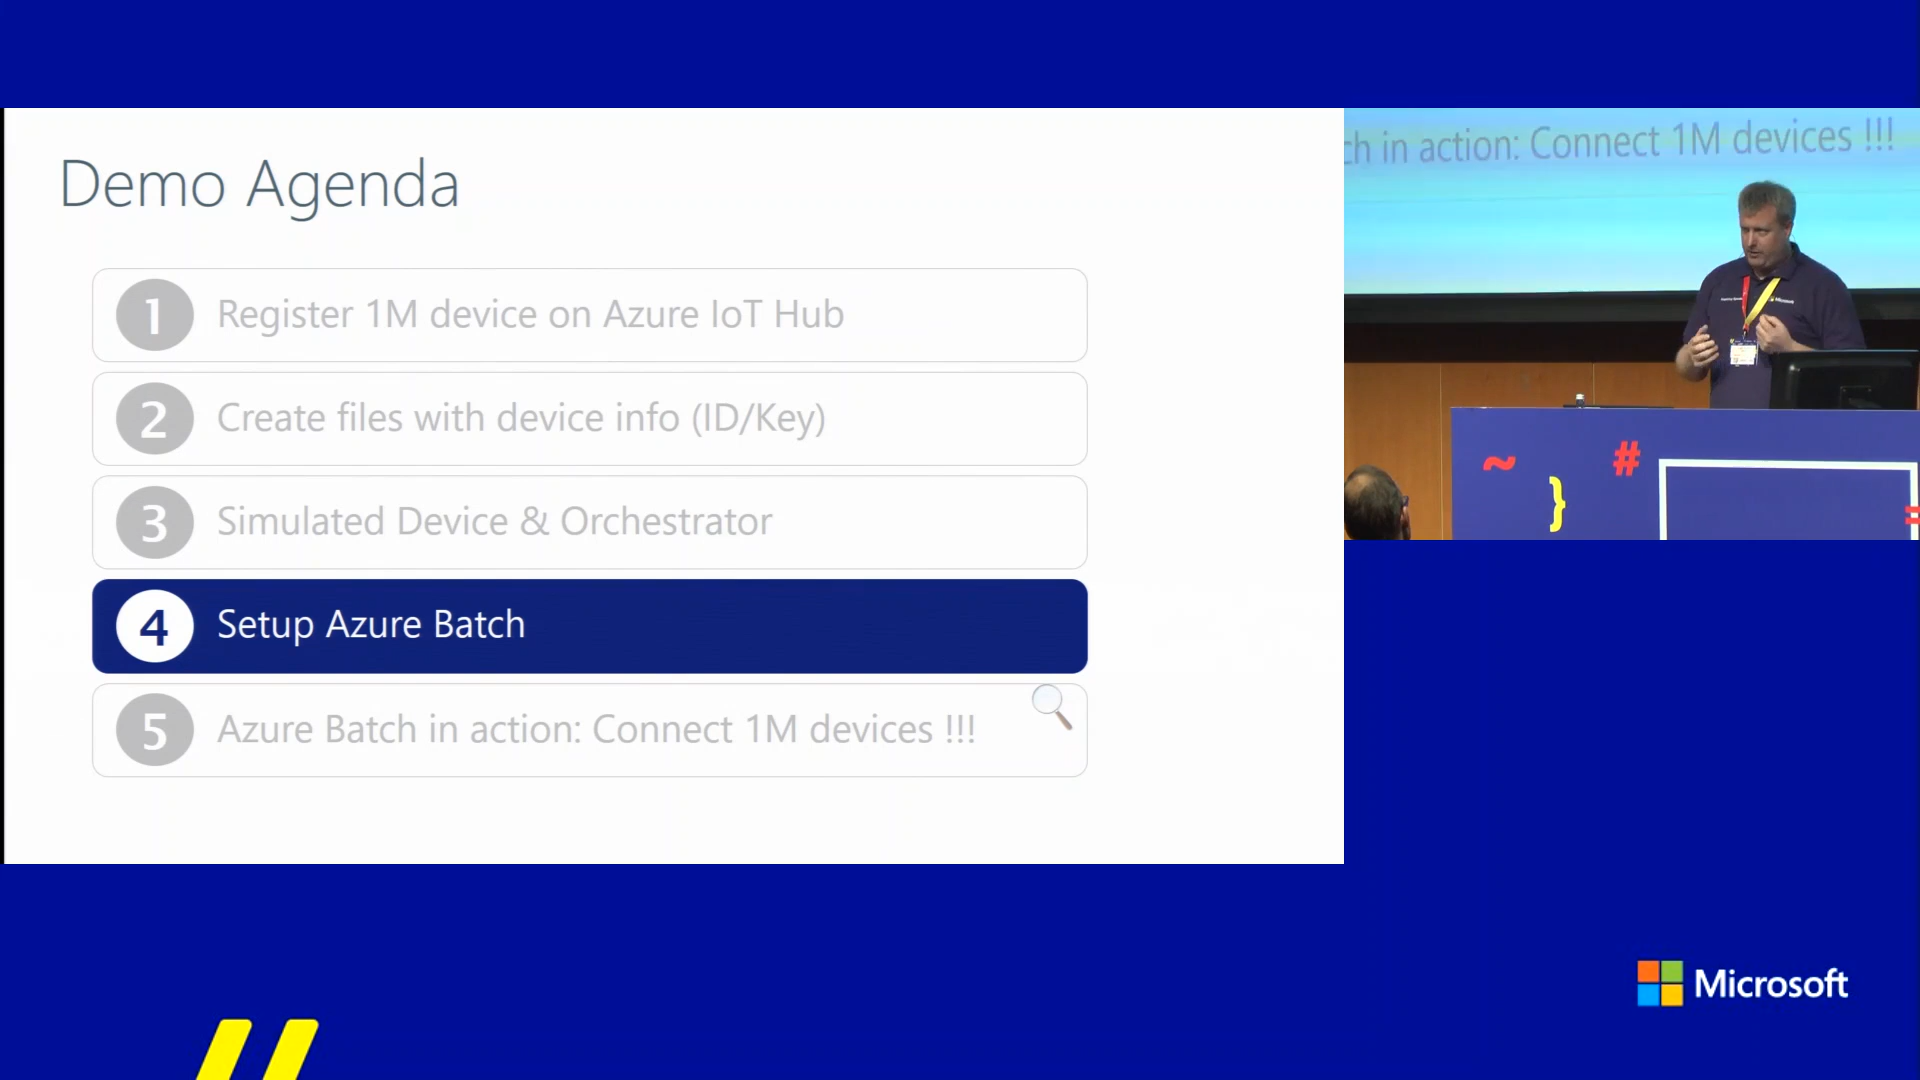 Demo Agenda
1 Register 1M device on Azure IoT Hub
2 Create files with device info (ID/Key)
3 Simulated Device & Orchestrator
4 Setup Azure Batch
5 Azure Batch in action: Connect 1M devices !!!
ch in action: Connect 1M devices !!!
~ #
}
=
Microsoft